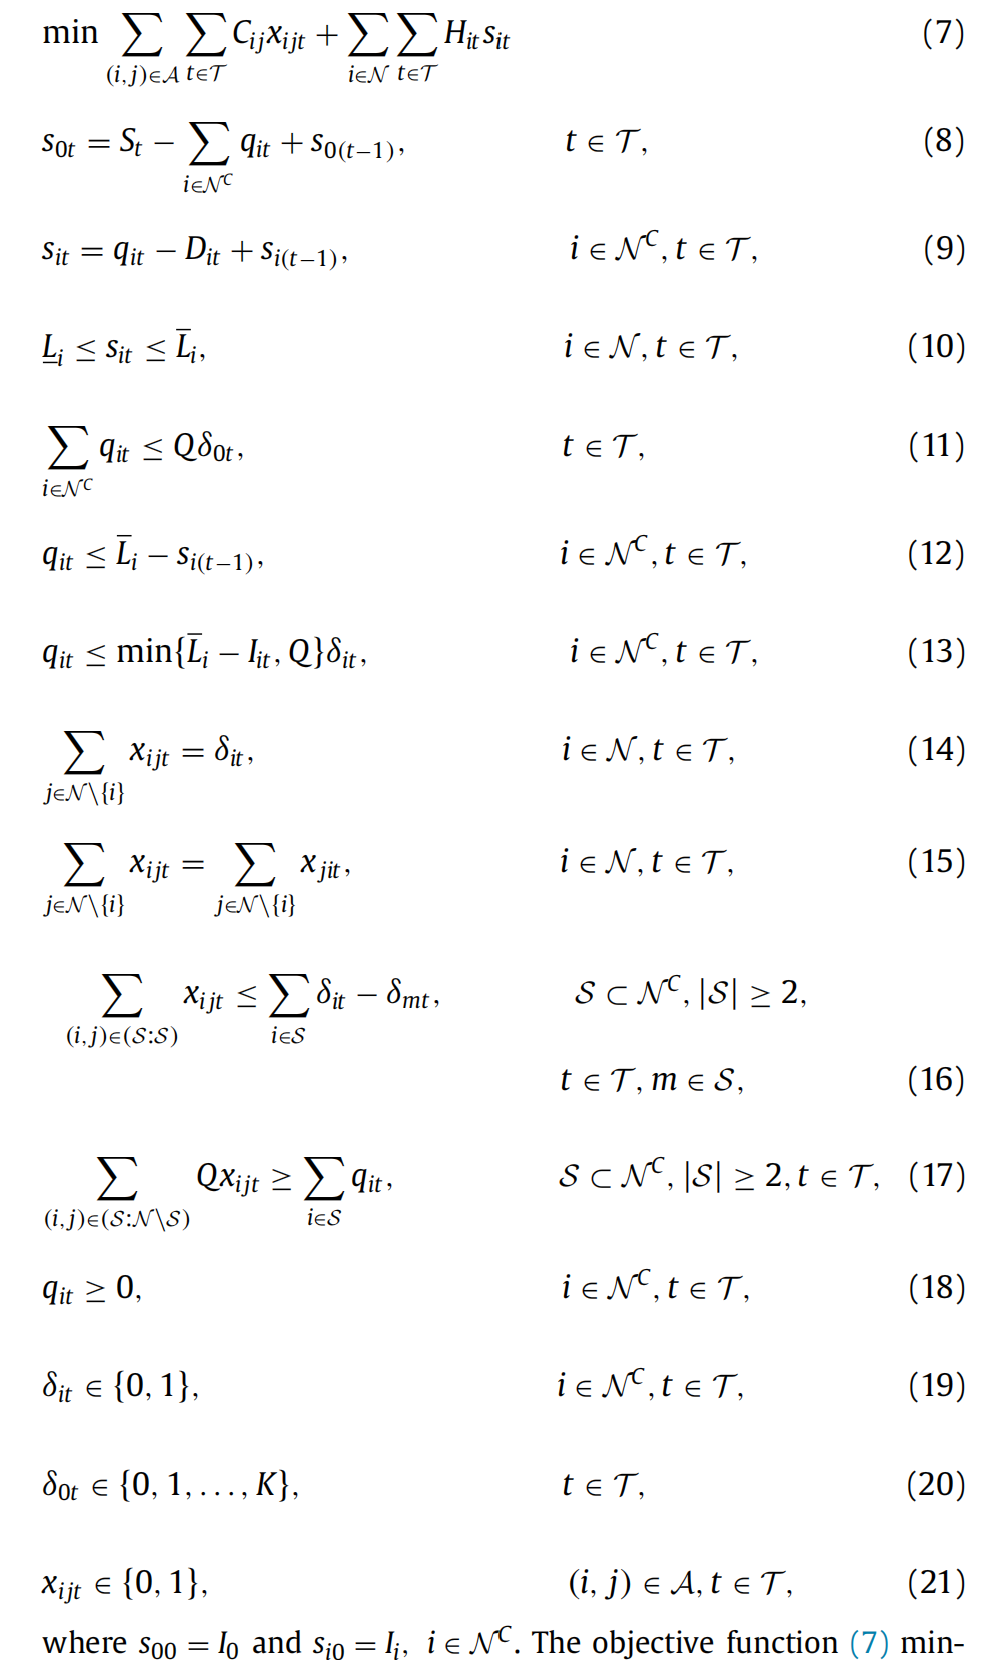 min ∑_{(i,j)∈𝒜} ∑_{t∈𝒯} C_{ij}x_{ijt} + ∑_{i∈𝒩} ∑_{t∈𝒯} H_{it}s_{it} (7)
s_{0t} = S_t − ∑_{i∈𝒩^C} q_{it} + s_{0(t−1)}, t ∈ 𝒯, (8)
s_{it} = q_{it} − D_{it} + s_{i(t−1)}, i ∈ 𝒩^C, t ∈ 𝒯, (9)
L̲_i ≤ s_{it} ≤ L̅_i, i ∈ 𝒩, t ∈ 𝒯, (10)
∑_{i∈𝒩^C} q_{it} ≤ Qδ_{0t}, t ∈ 𝒯, (11)
q_{it} ≤ L̅_i − s_{i(t−1)}, i ∈ 𝒩^C, t ∈ 𝒯, (12)
q_{it} ≤ min{L̅_i − I_{it}, Q}δ_{it}, i ∈ 𝒩^C, t ∈ 𝒯, (13)
∑_{j∈𝒩\{i}} x_{ijt} = δ_{it}, i ∈ 𝒩, t ∈ 𝒯, (14)
∑_{j∈𝒩\{i}} x_{ijt} = ∑_{j∈𝒩\{i}} x_{jit}, i ∈ 𝒩, t ∈ 𝒯, (15)
∑_{(i,j)∈(𝒮:𝒮)} x_{ijt} ≤ ∑_{i∈𝒮} δ_{it} − δ_{mt}, 𝒮 ⊂ 𝒩^C, |𝒮| ≥ 2,
t ∈ 𝒯, m ∈ 𝒮, (16)
∑_{(i,j)∈(𝒮:𝒩\𝒮)} Qx_{ijt} ≥ ∑_{i∈𝒮} q_{it}, 𝒮 ⊂ 𝒩^C, |𝒮| ≥ 2, t ∈ 𝒯, (17)
q_{it} ≥ 0, i ∈ 𝒩^C, t ∈ 𝒯, (18)
δ_{it} ∈ {0, 1}, i ∈ 𝒩^C, t ∈ 𝒯, (19)
δ_{0t} ∈ {0, 1, . . . , K}, t ∈ 𝒯, (20)
x_{ijt} ∈ {0, 1}, (i, j) ∈ 𝒜, t ∈ 𝒯, (21)
where s_{00} = I_0 and s_{i0} = I_i, i ∈ 𝒩^C. The objective function (7) min-